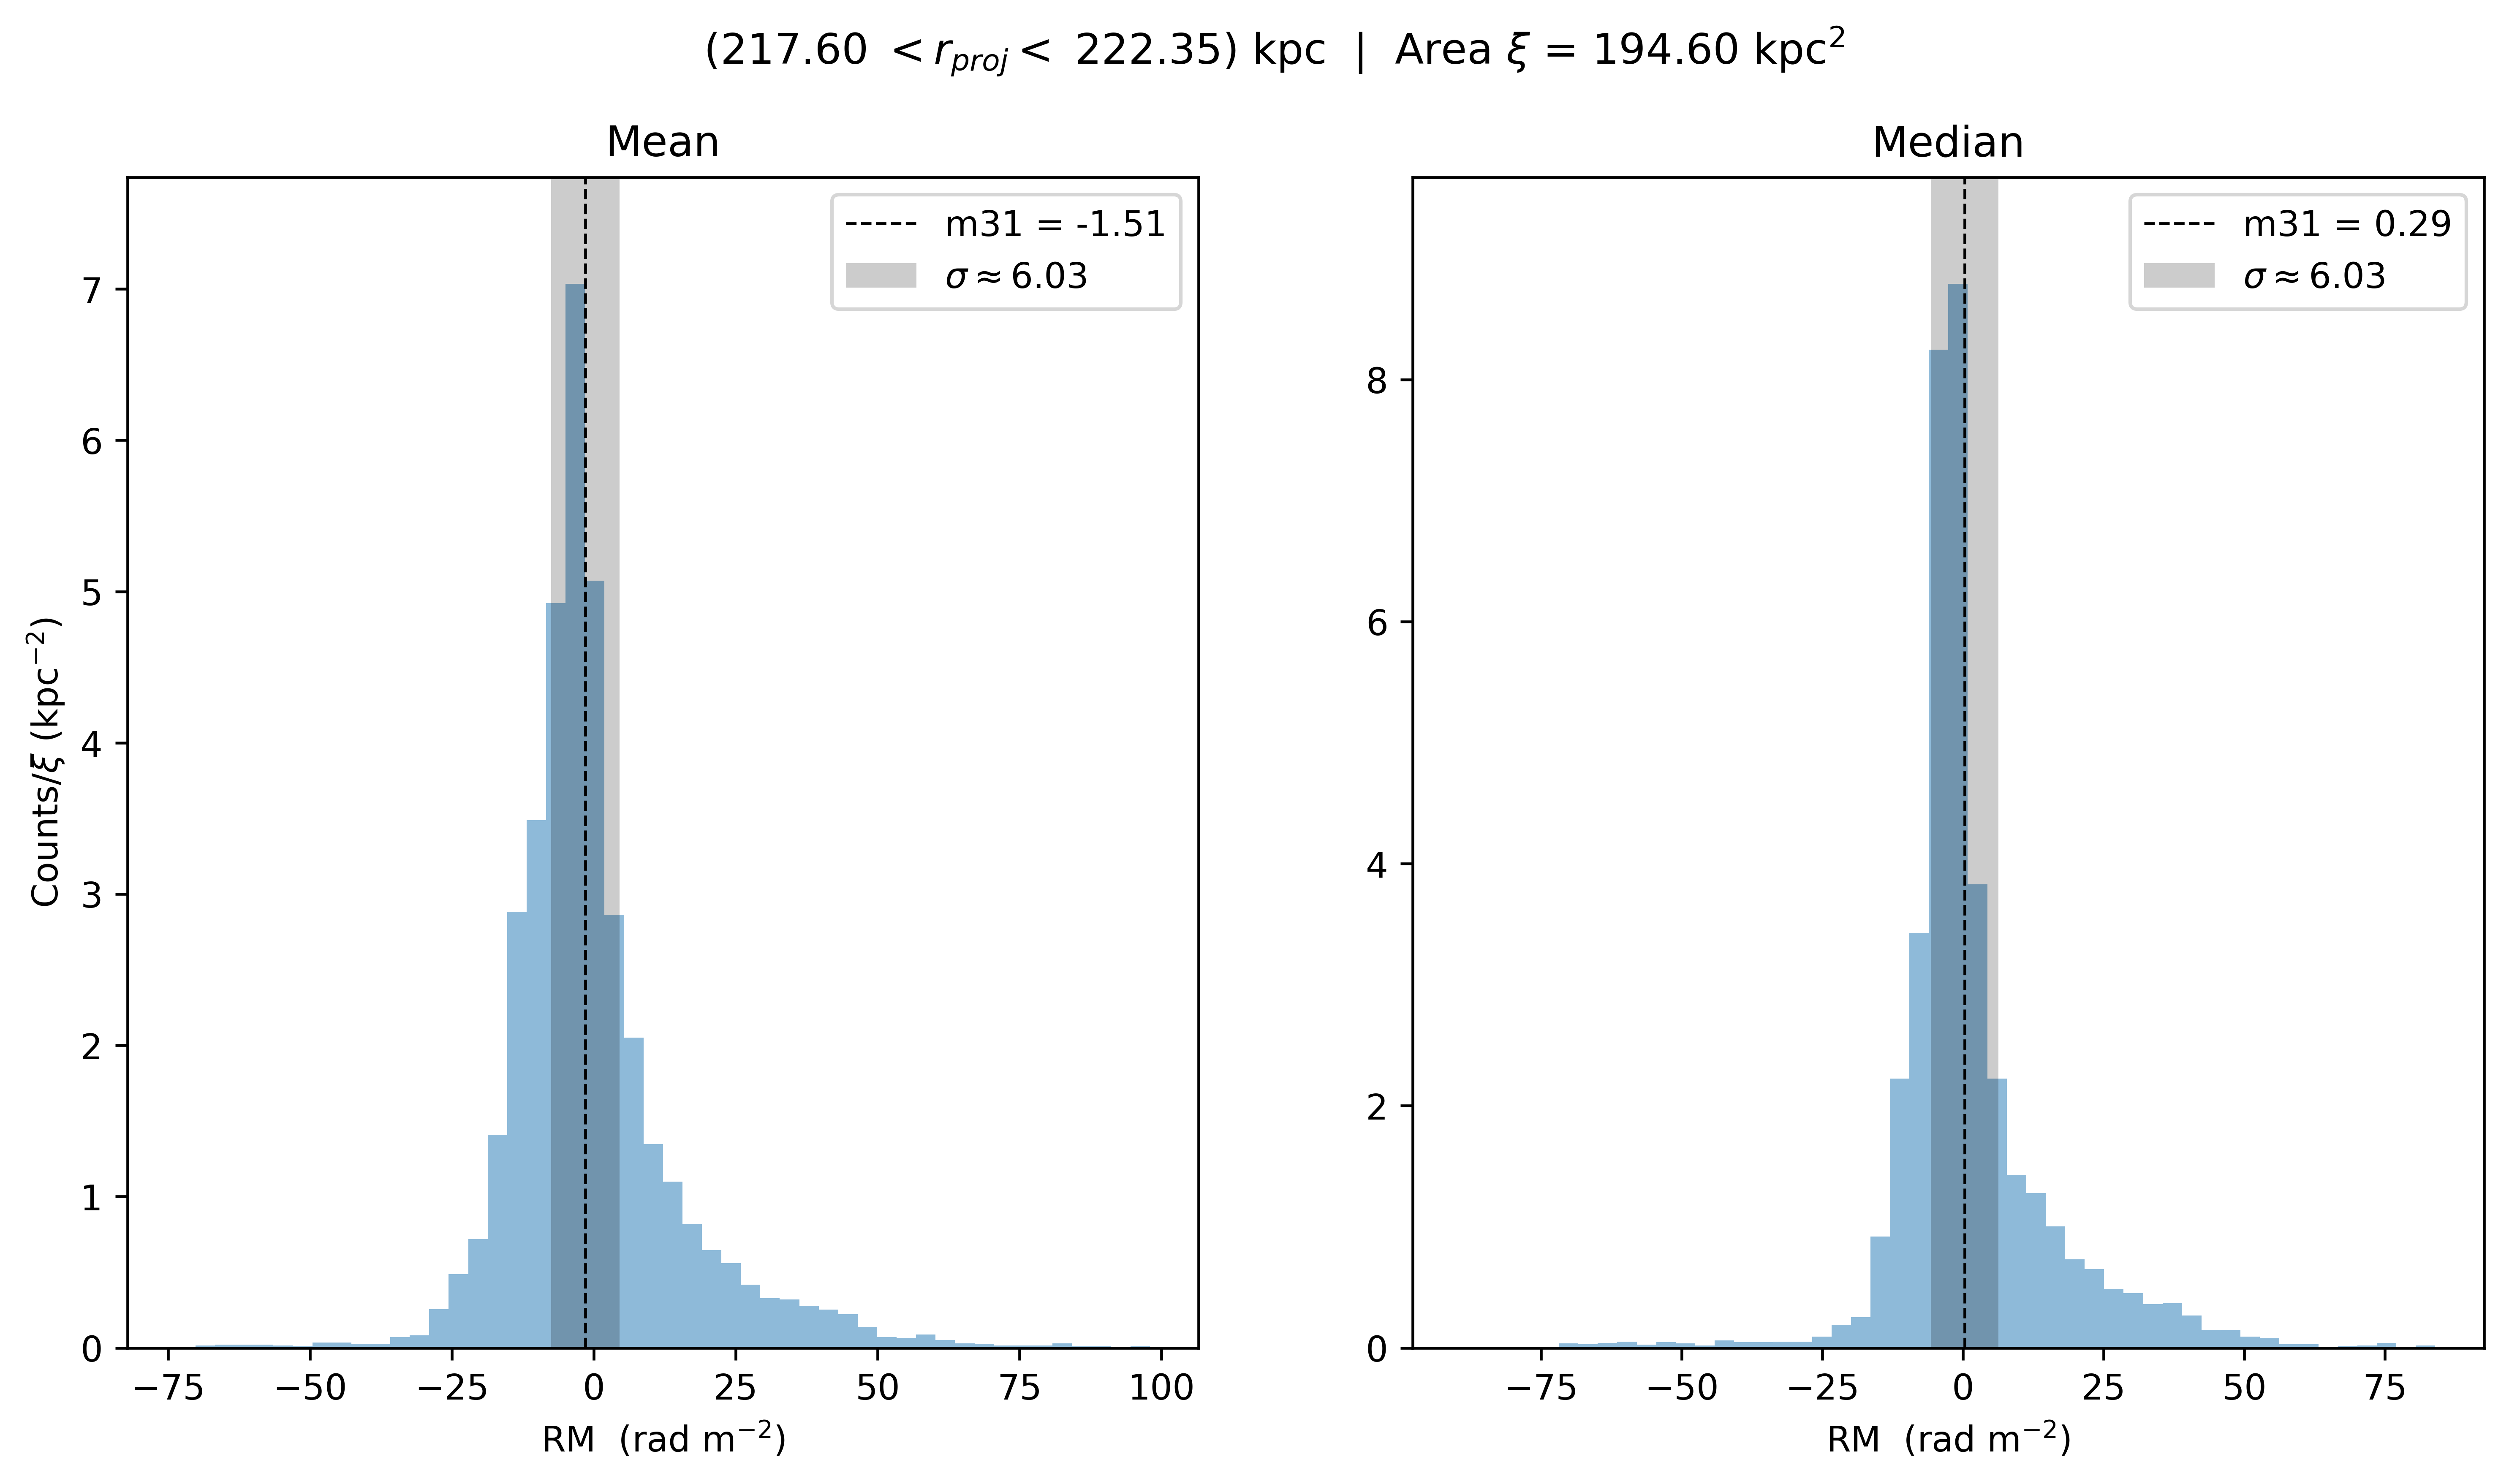 (217.60 < r_proj < 222.35) kpc | Area ξ = 194.60 kpc²
Mean
m31 = -1.51
σ ≈ 6.03
Counts/ξ (kpc⁻²)
7
6
5
4
3
2
1
0
−75 −50 −25 0 25 50 75 100
RM (rad m⁻²)
Median
m31 = 0.29
σ ≈ 6.03
8
6
4
2
0
−75 −50 −25 0 25 50 75
RM (rad m⁻²)